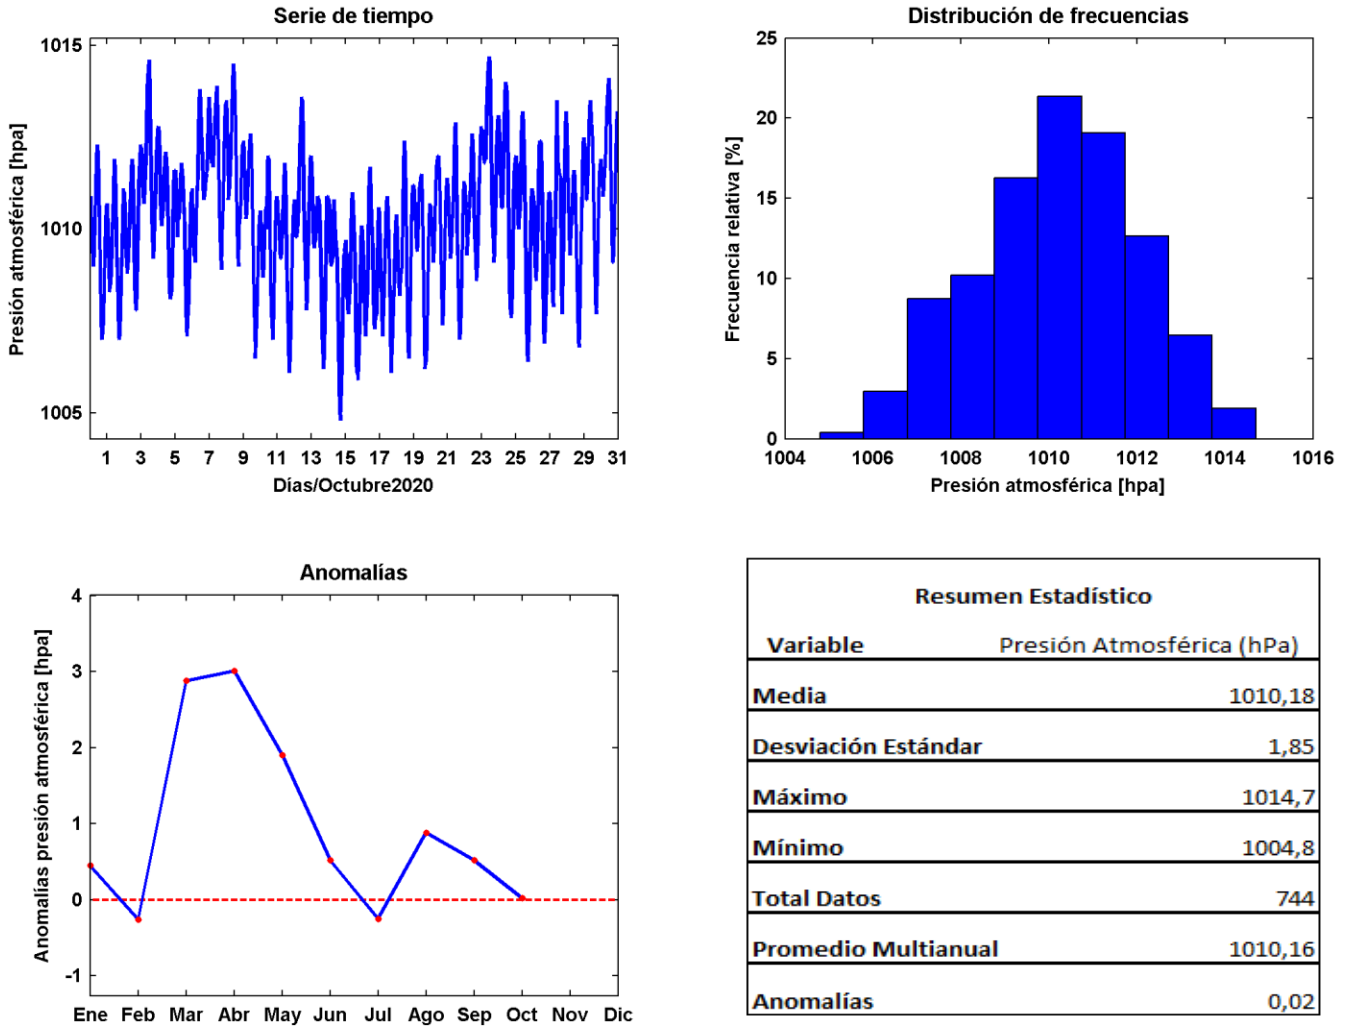 Serie de tiempo
Presión atmosférica [hpa]
1015
1010
1005
1 3 5 7 9 11 13 15 17 19 21 23 25 27 29 31
Días/Octubre2020
Distribución de frecuencias
Frecuencia relativa [%]
25
20
15
10
5
0
1004 1006 1008 1010 1012 1014 1016
Presión atmosférica [hpa]
Anomalías
Anomalías presión atmosférica [hpa]
4
3
2
1
0
-1
Ene Feb Mar Abr May Jun Jul Ago Sep Oct Nov Dic
Resumen Estadístico
Variable Presión Atmosférica (hPa)
Media 1010,18
Desviación Estándar 1,85
Máximo 1014,7
Mínimo 1004,8
Total Datos 744
Promedio Multianual 1010,16
Anomalías 0,02